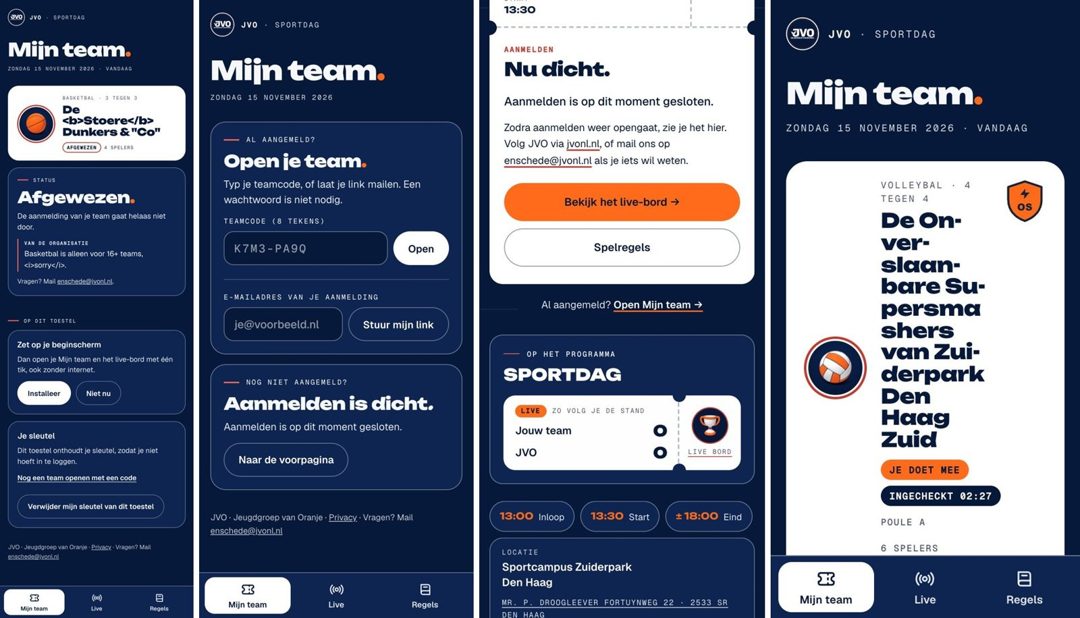 JVO
JVO · SPORTDAG
Mijn team.
ZONDAG 15 NOVEMBER 2026 · VANDAAG
BASKETBAL · 3 TEGEN 3
De
<b>Stoere</b>
Dunkers & "Co"
AFGEWEZEN 4 SPELERS
STATUS
Afgewezen.
De aanmelding van je team gaat helaas niet
door.
VAN DE ORGANISATIE
Basketbal is alleen voor 16+ teams,
<i>sorry</i>.
Vragen? Mail enschede@jvonl.nl.
OP DIT TOESTEL
Zet op je beginscherm
Dan open je Mijn team en het live-bord met één
tik, ook zonder internet.
Installeer Niet nu
Je sleutel
Dit toestel onthoudt je sleutel, zodat je niet
hoeft in te loggen.
Nog een team openen met een code
Verwijder mijn sleutel van dit toestel
JVO · Jeugdgroep van Oranje · Privacy · Vragen? Mail
enschede@jvonl.nl
Mijn team Live Regels
JVO
JVO · SPORTDAG
Mijn team.
ZONDAG 15 NOVEMBER 2026
AL AANGEMELD?
Open je team.
Typ je teamcode, of laat je link mailen. Een
wachtwoord is niet nodig.
TEAMCODE (8 TEKENS)
K7M3-PA9Q Open
E-MAILADRES VAN JE AANMELDING
je@voorbeeld.nl Stuur mijn link
NOG NIET AANGEMELD?
Aanmelden is dicht.
Aanmelden is op dit moment gesloten.
Naar de voorpagina
JVO · Jeugdgroep van Oranje · Privacy · Vragen? Mail
enschede@jvonl.nl
Mijn team Live Regels
13:30
AANMELDEN
Nu dicht.
Aanmelden is op dit moment gesloten.
Zodra aanmelden weer opengaat, zie je het hier.
Volg JVO via jvonl.nl, of mail ons op
enschede@jvonl.nl als je iets wil weten.
Bekijk het live-bord →
Spelregels
Al aangemeld? Open Mijn team →
OP HET PROGRAMMA
SPORTDAG
LIVE ZO VOLG JE DE STAND
Jouw team 0
JVO 0
LIVE BORD
13:00 Inloop 13:30 Start ± 18:00 Eind
LOCATIE
Sportcampus Zuiderpark
Den Haag
MR. P. DROOGLEEVER FORTUYNWEG 22 · 2533 SR
DEN HAAG
JVO
JVO · SPORTDAG
Mijn team.
ZONDAG 15 NOVEMBER 2026 · VANDAAG
VOLLEYBAL · 4
TEGEN 4
OS
De On-
ver-
slaan-
bare Su-
persma
shers
van Zui-
derpark
Den
Haag
Zuid
JE DOET MEE
INGECHECKT 02:27
POULE A
6 SPELERS
Mijn team Live Regels